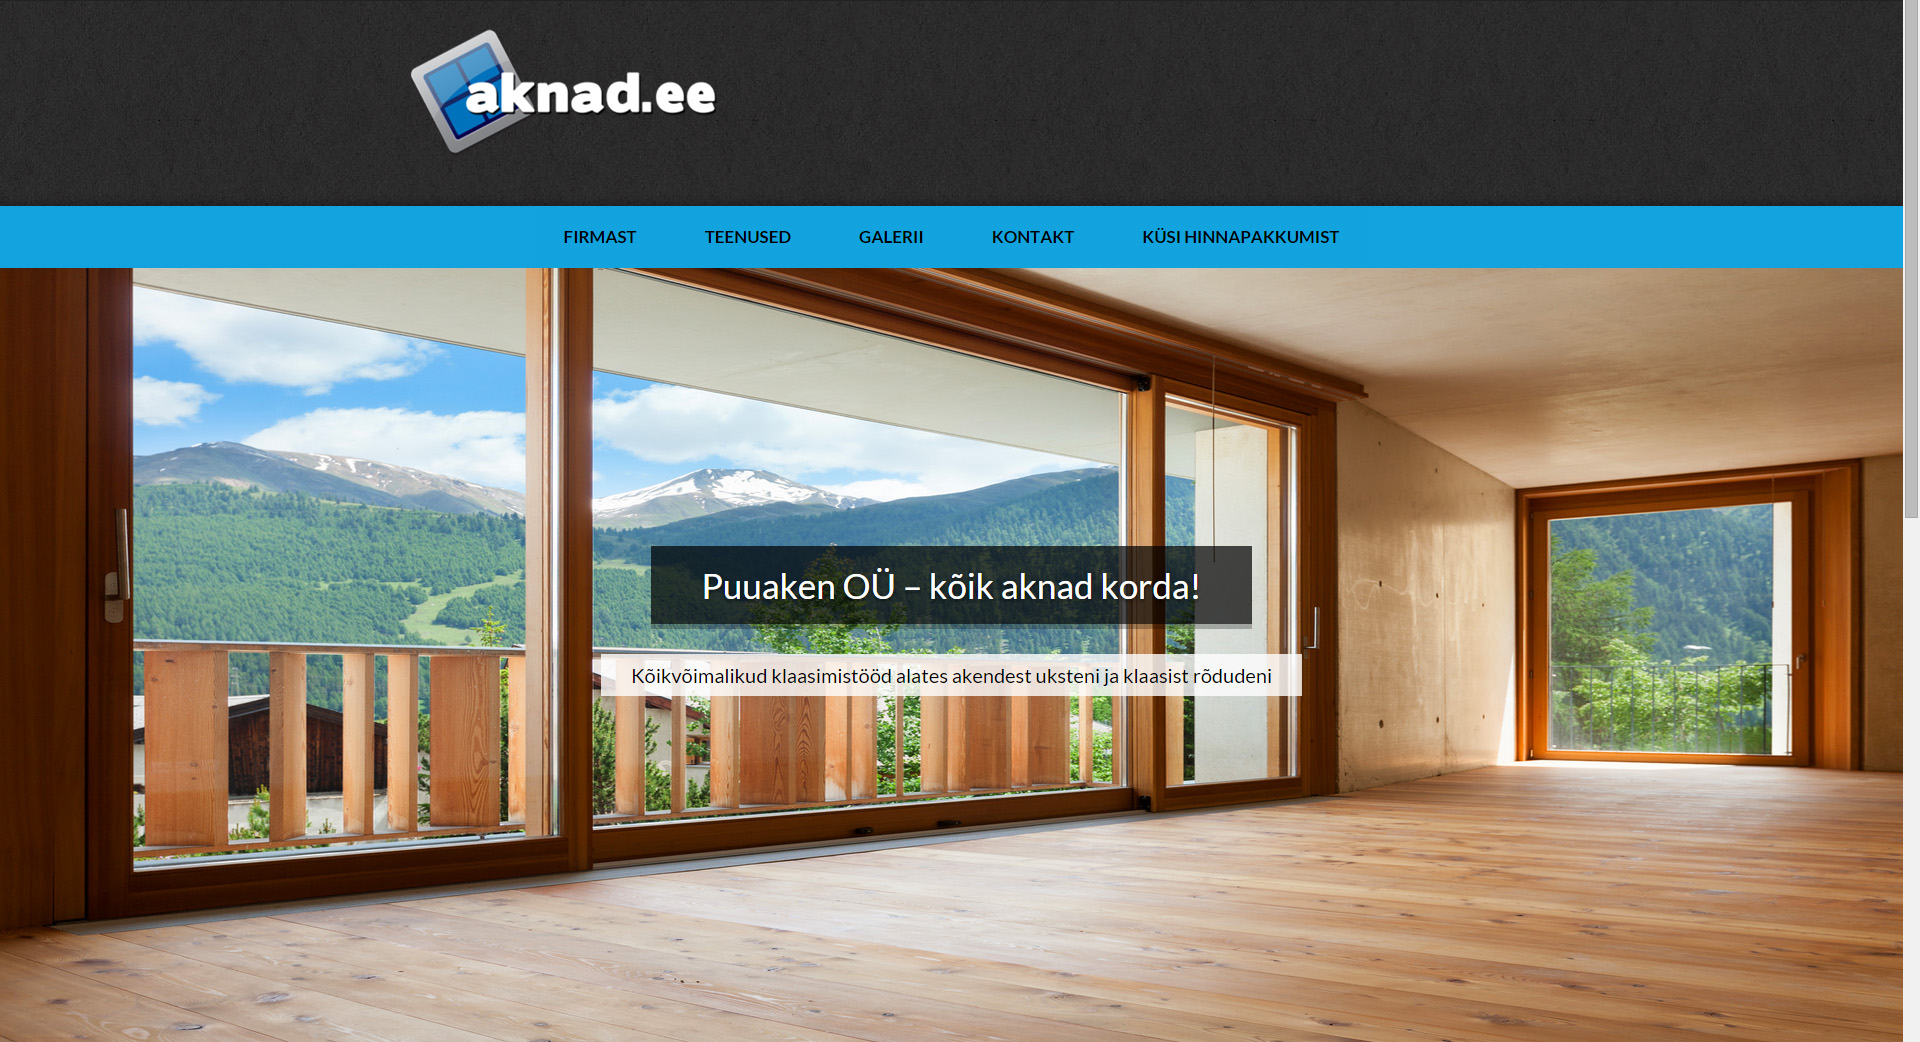 aknad.ee
FIRMAST TEENUSED GALERII KONTAKT KÜSI HINNAPAKKUMIST
Puuaken OÜ – kõik aknad korda!
Kõikvõimalikud klaasimistööd alates akendest uksteni ja klaasist rõdudeni